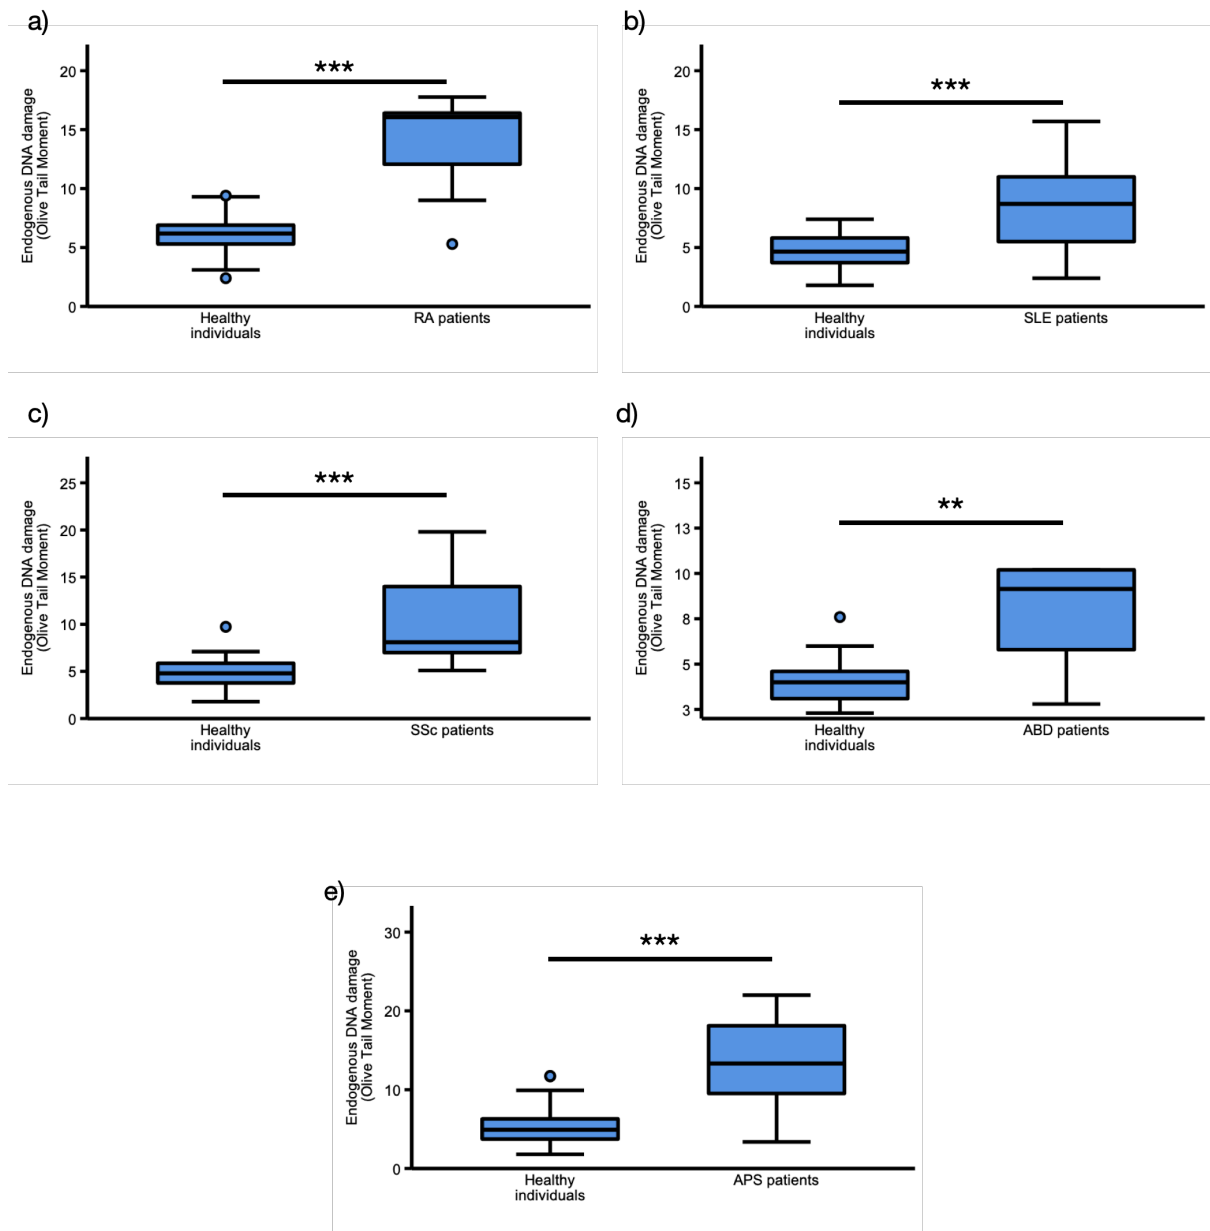 a)
Endogenous DNA damage
(Olive Tail Moment)
20
15
10
5
0
***
Healthy
individuals
RA patients
b)
Endogenous DNA damage
(Olive Tail Moment)
20
15
10
5
0
***
Healthy
individuals
SLE patients
c)
Endogenous DNA damage
(Olive Tail Moment)
25
20
15
10
5
0
***
Healthy
individuals
SSc patients
d)
Endogenous DNA damage
(Olive Tail Moment)
15
13
10
8
5
3
**
Healthy
individuals
ABD patients
e)
Endogenous DNA damage
(Olive Tail Moment)
30
20
10
0
***
Healthy
individuals
APS patients